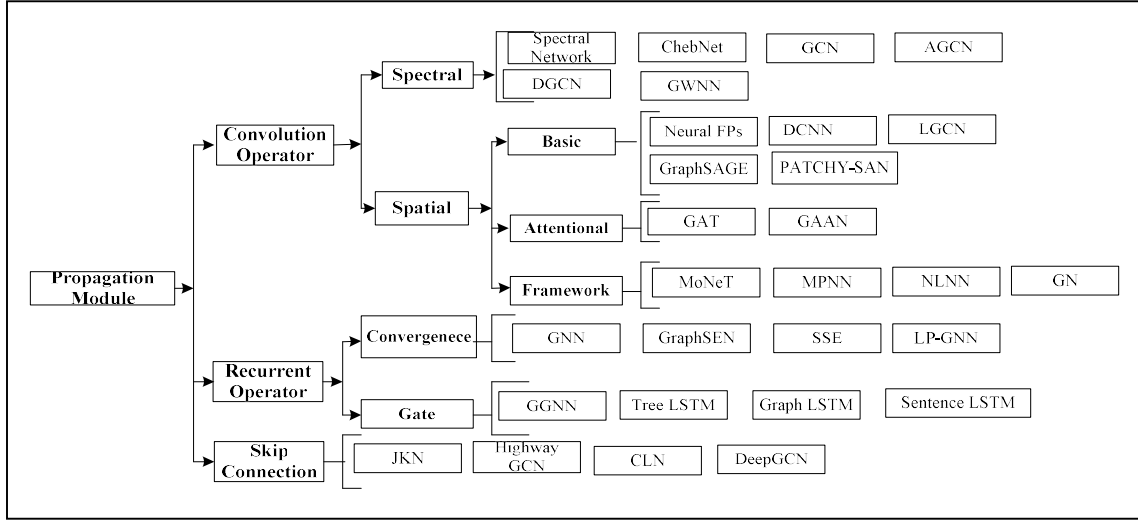 Spectral
Network
ChebNet
GCN
AGCN
Spectral
DGCN
GWNN
Convolution
Operator
Basic
Neural FPs
DCNN
LGCN
GraphSAGE
PATCHY-SAN
Spatial
Attentional
GAT
GAAN
Propagation
Module
Framework
MoNeT
MPNN
NLNN
GN
Convergenece
GNN
GraphSEN
SSE
LP-GNN
Recurrent
Operator
Gate
GGNN
Tree LSTM
Graph LSTM
Sentence LSTM
Skip
Connection
JKN
Highway
GCN
CLN
DeepGCN